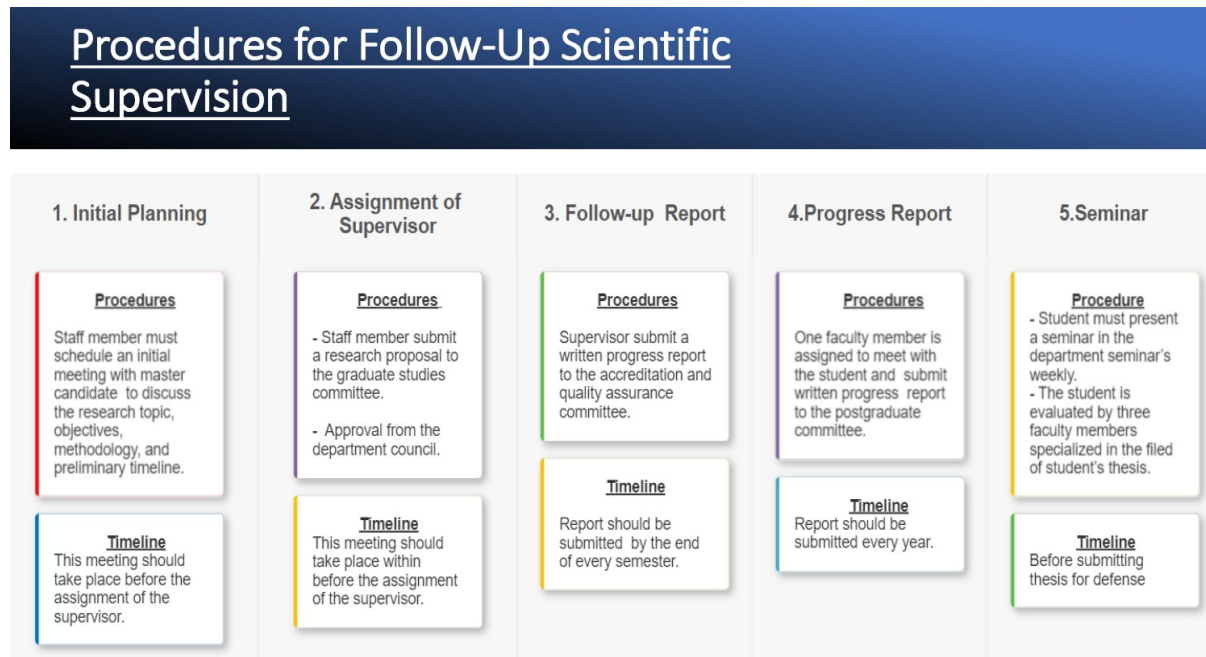 Procedures for Follow-Up Scientific
Supervision
1. Initial Planning
Procedures
Staff member must
schedule an initial
meeting with master
candidate to discuss
the research topic,
objectives,
methodology, and
preliminary timeline.
Timeline
This meeting should
take place before the
assignment of the
supervisor.
2. Assignment of
Supervisor
Procedures
- Staff member submit
a research proposal to
the graduate studies
committee.
- Approval from the
department council.
Timeline
This meeting should
take place within
before the assignment
of the supervisor.
3. Follow-up Report
Procedures
Supervisor submit a
written progress report
to the accreditation and
quality assurance
committee.
Timeline
Report should be
submitted by the end
of every semester.
4.Progress Report
Procedures
One faculty member is
assigned to meet with
the student and submit
written progress report
to the postgraduate
committee.
Timeline
Report should be
submitted every year.
5.Seminar
Procedure
- Student must present
a seminar in the
department seminar's
weekly.
- The student is
evaluated by three
faculty members
specialized in the filed
of student's thesis.
Timeline
Before submitting
thesis for defense